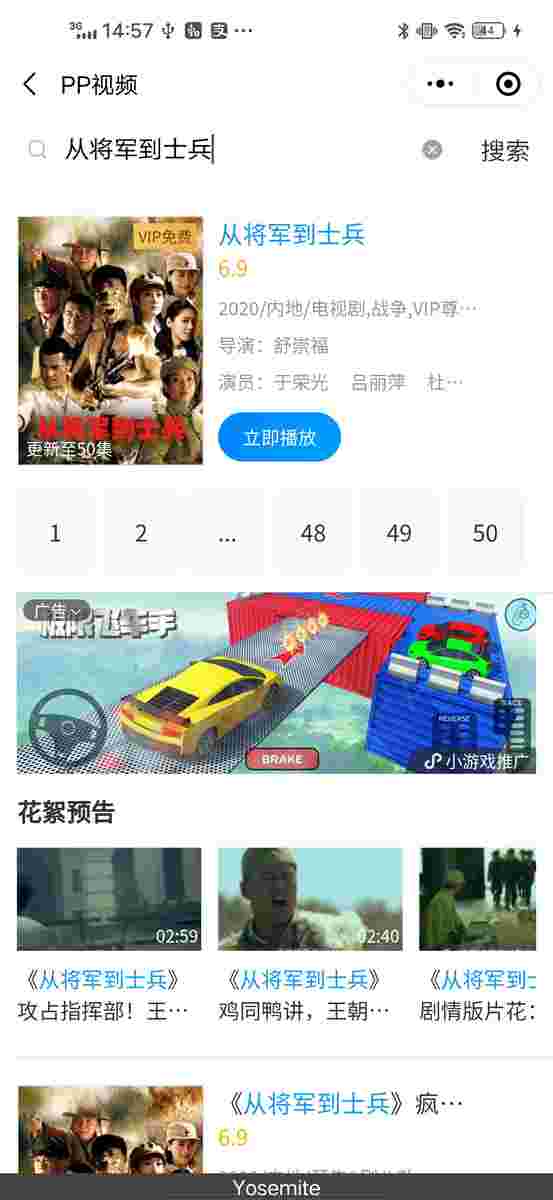 3G 14:57 44
PP视频
从将军到士兵 搜索
VIP免费
从将军到士兵
更新至50集
从将军到士兵
6.9
2020/内地/电视剧,战争,VIP尊…
导演：舒崇福
演员：于荣光 吕丽萍 杜…
立即播放
1 2 ... 48 49 50
广告
极限飞车手
REVERSE
RACE
BRAKE
小游戏推广
花絮预告
02:59
02:40
《从将军到士兵》
攻占指挥部！王…
《从将军到士兵》
鸡同鸭讲，王朝…
《从将军到士
剧情版片花：
《从将军到士兵》疯…
6.9
Yosemite